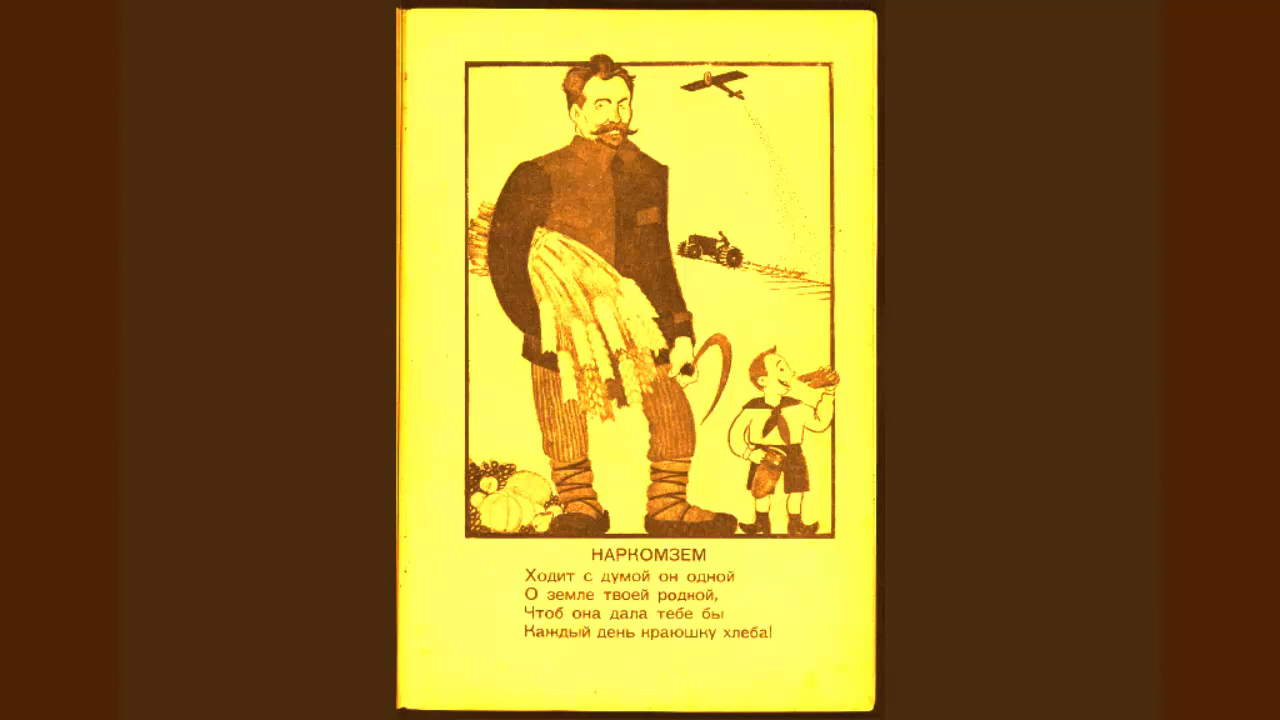 НАРКОМЗЕМ
Ходит с думой он одной
О земле твоей родной,
Чтоб она дала тебе бы
Каждый день краюшку хлеба!